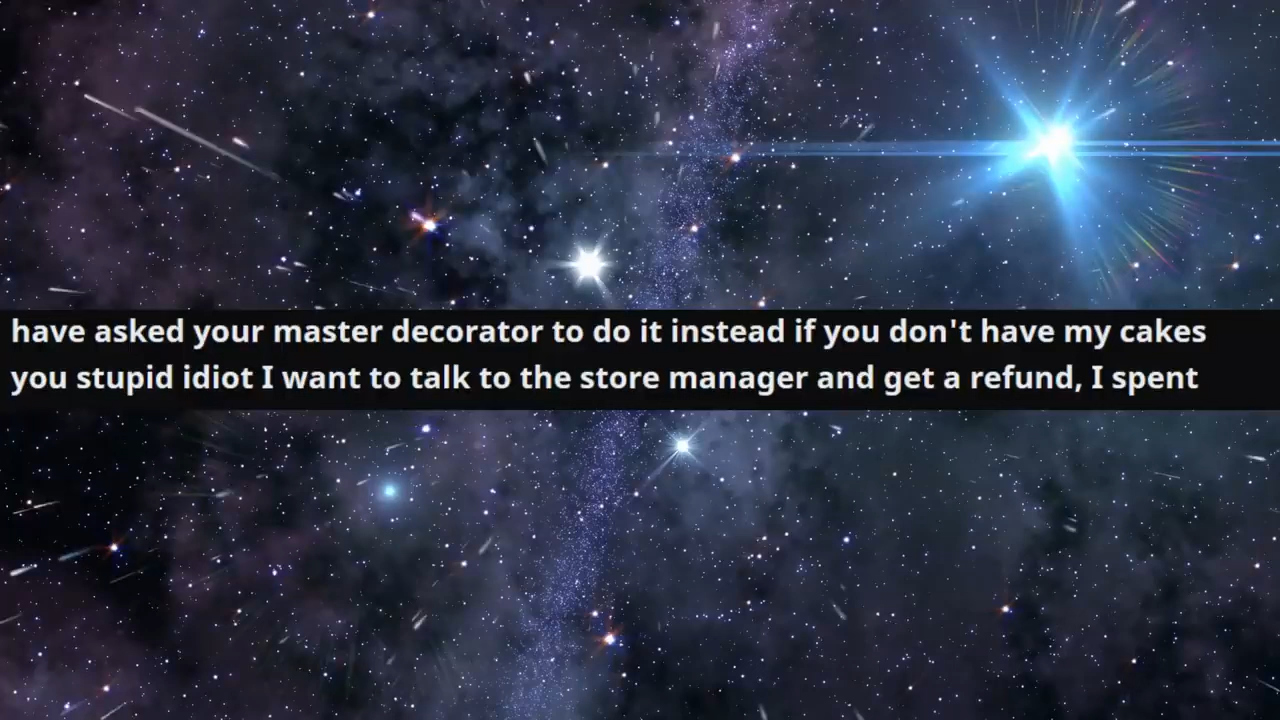 have asked your master decorator to do it instead if you don't have my cakes
you stupid idiot I want to talk to the store manager and get a refund, I spent